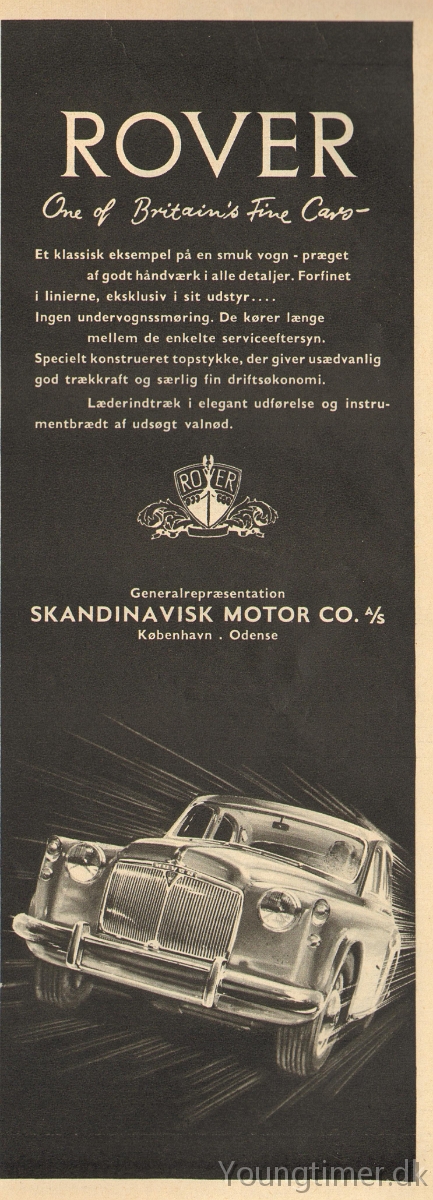 ROVER
One of Britain's Fine Cars-
Et klassisk eksempel på en smuk vogn - præget
af godt håndværk i alle detaljer. Forfinet
i linierne, eksklusiv i sit udstyr....
Ingen undervognssmøring. De kører længe
mellem de enkelte serviceeftersyn.
Specielt konstrueret topstykke, der giver usædvanlig
god trækkraft og særlig fin driftsøkonomi.
Læderindtræk i elegant udførelse og instru-
mentbrædt af udsøgt valnød.
ROVER
Generalrepræsentation
SKANDINAVISK MOTOR CO. A/S
København . Odense
Youngtimer.dk